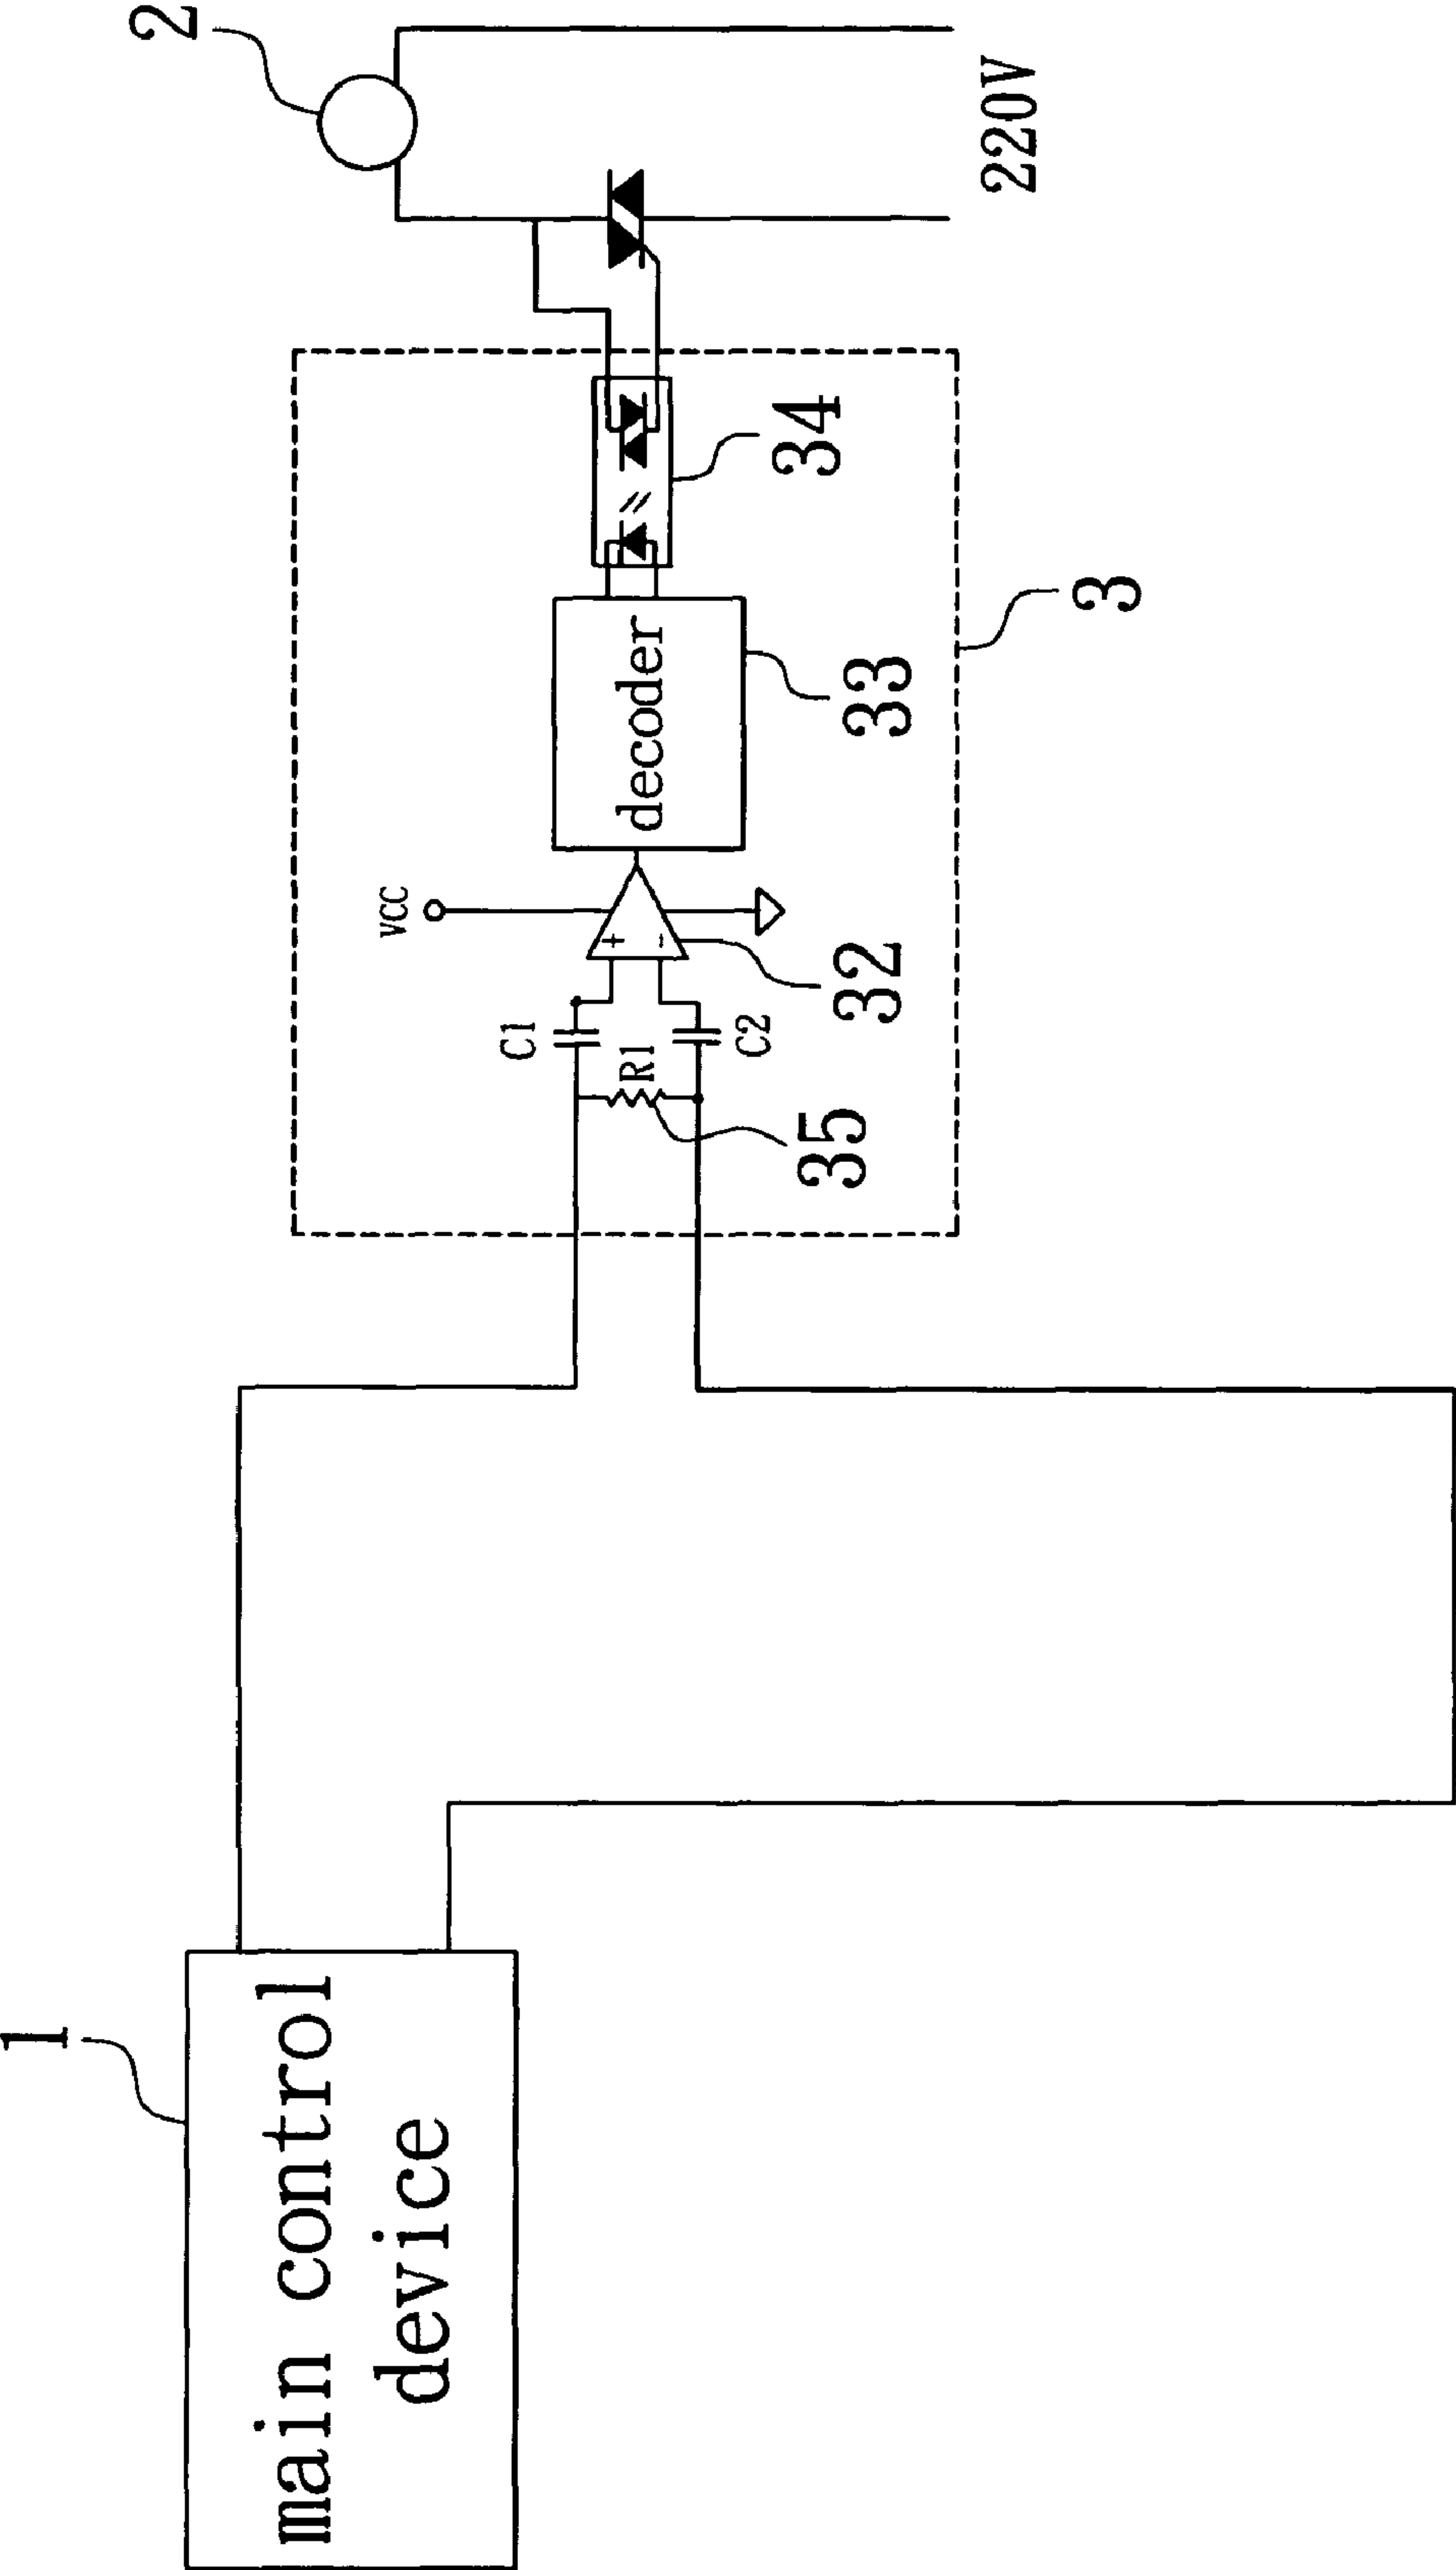 1
main control
device
35
R1
C1
C2
32
VCC
+
-
decoder
33
3
34
2
220V